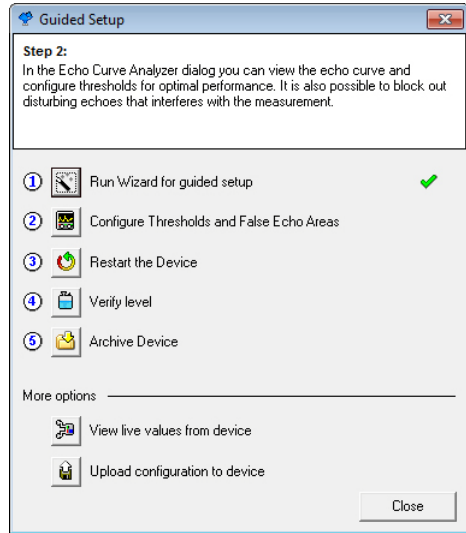 Guided Setup
Step 2:
In the Echo Curve Analyzer dialog you can view the echo curve and
configure thresholds for optimal performance. It is also possible to block out
disturbing echoes that interferes with the measurement.
1 Run Wizard for guided setup
2 Configure Thresholds and False Echo Areas
3 Restart the Device
4 Verify level
5 Archive Device
More options
View live values from device
Upload configuration to device
Close